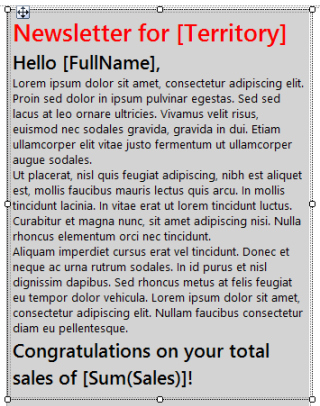 Newsletter for [Territory]
Hello [FullName],
Lorem ipsum dolor sit amet, consectetur adipiscing elit.
Proin sed dolor in ipsum pulvinar egestas. Sed sed
lacus at leo ornare ultricies. Vivamus velit risus,
euismod nec sodales gravida, gravida in dui. Etiam
ullamcorper elit vitae justo fermentum ut ullamcorper
augue sodales.
Ut placerat, nisl quis feugiat adipiscing, nibh est aliquet
est, mollis faucibus mauris lectus quis arcu. In mollis
tincidunt lacinia. In vitae erat ut lorem tincidunt luctus.
Curabitur et magna nunc, sit amet adipiscing nisi. Nulla
rhoncus elementum orci nec tincidunt.
Aliquam imperdiet cursus erat vel tincidunt. Donec et
neque ac urna rutrum sodales. In id purus et nisl
dignissim dapibus. Sed rhoncus metus at felis feugiat
eu tempor dolor vehicula. Lorem ipsum dolor sit amet,
consectetur adipiscing elit. Nullam faucibus consectetur
diam eu pellentesque.
Congratulations on your total
sales of [Sum(Sales)]!